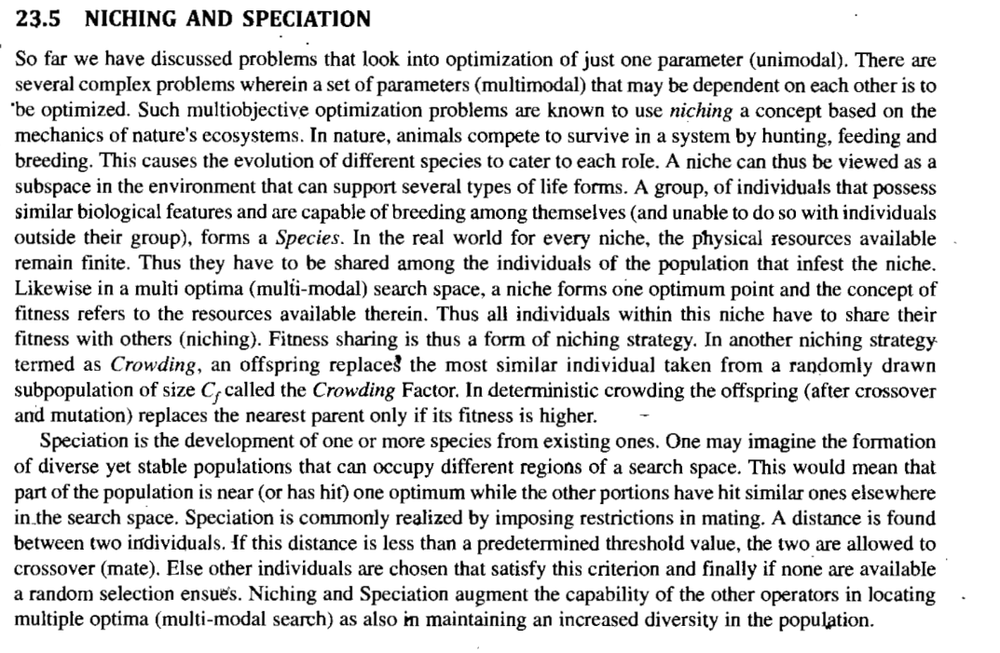 23.5 NICHING AND SPECIATION
So far we have discussed problems that look into optimization of just one parameter (unimodal). There are
several complex problems wherein a set of parameters (multimodal) that may be dependent on each other is to
be optimized. Such multiobjective optimization problems are known to use niching a concept based on the
mechanics of nature's ecosystems. In nature, animals compete to survive in a system by hunting, feeding and
breeding. This causes the evolution of different species to cater to each role. A niche can thus be viewed as a
subspace in the environment that can support several types of life forms. A group, of individuals that possess
similar biological features and are capable of breeding among themselves (and unable to do so with individuals
outside their group), forms a Species. In the real world for every niche, the physical resources available
remain finite. Thus they have to be shared among the individuals of the population that infest the niche.
Likewise in a multi optima (multi-modal) search space, a niche forms one optimum point and the concept of
fitness refers to the resources available therein. Thus all individuals within this niche have to share their
fitness with others (niching). Fitness sharing is thus a form of niching strategy. In another niching strategy
termed as Crowding, an offspring replaces the most similar individual taken from a randomly drawn
subpopulation of size C_f called the Crowding Factor. In deterministic crowding the offspring (after crossover
and mutation) replaces the nearest parent only if its fitness is higher.
Speciation is the development of one or more species from existing ones. One may imagine the formation
of diverse yet stable populations that can occupy different regions of a search space. This would mean that
part of the population is near (or has hit) one optimum while the other portions have hit similar ones elsewhere
in the search space. Speciation is commonly realized by imposing restrictions in mating. A distance is found
between two individuals. If this distance is less than a predetermined threshold value, the two are allowed to
crossover (mate). Else other individuals are chosen that satisfy this criterion and finally if none are available
a random selection ensues. Niching and Speciation augment the capability of the other operators in locating
multiple optima (multi-modal search) as also in maintaining an increased diversity in the population.